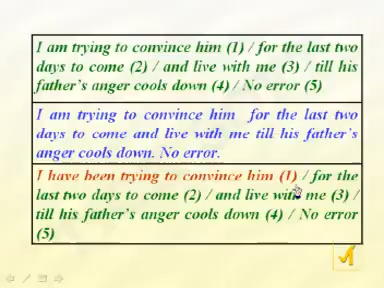 I am trying to convince him (1) / for the last two
days to come (2) / and live with me (3) / till his
father's anger cools down (4) / No error (5)
I am trying to convince him for the last two
days to come and live with me till his father's
anger cools down. No error.
I have been trying to convince him (1) / for the
last two days to come (2) / and live with me (3) /
till his father's anger cools down (4) / No error
(5)